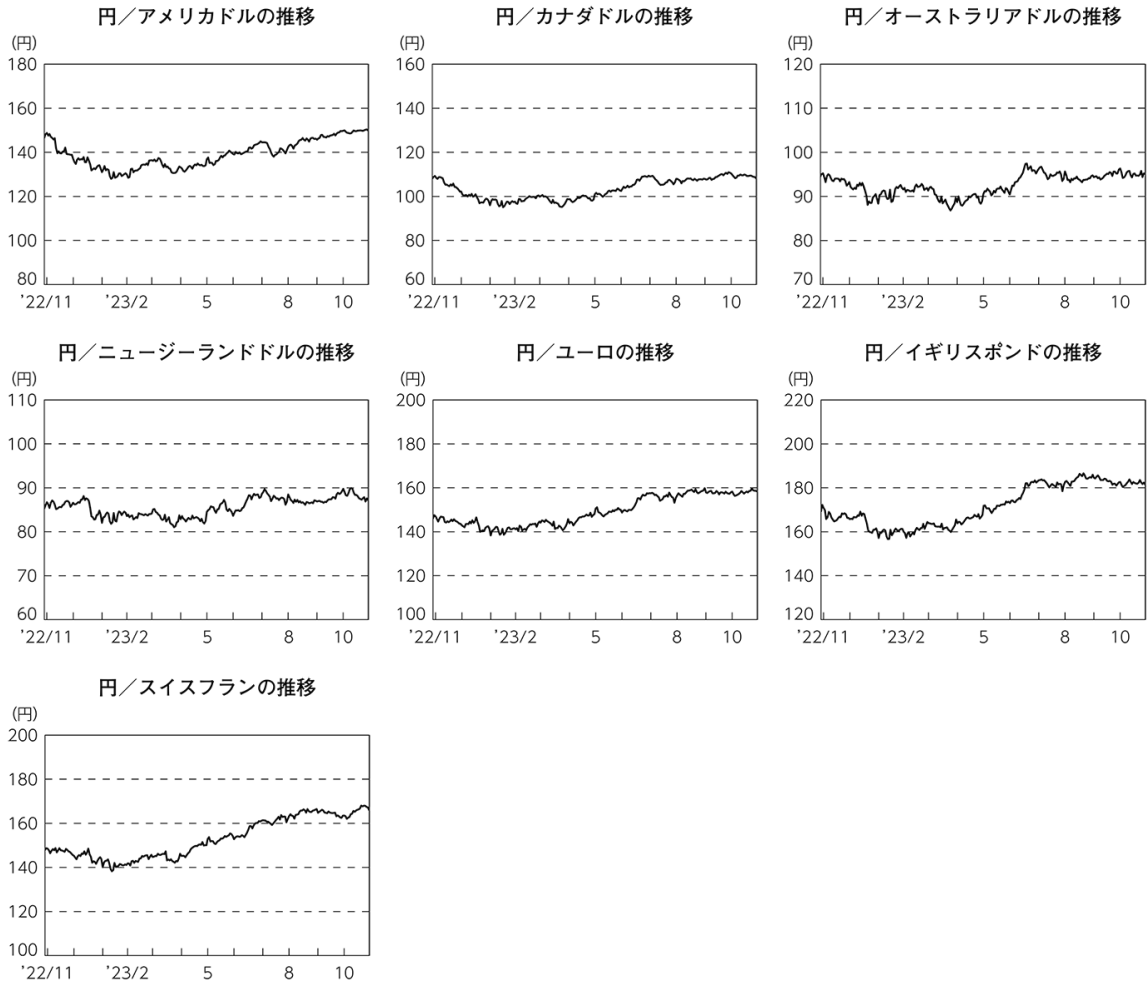 円／アメリカドルの推移
(円)
180
160
140
120
100
80
'22/11 '23/2 5 8 10
円／カナダドルの推移
(円)
160
140
120
100
80
60
'22/11 '23/2 5 8 10
円／オーストラリアドルの推移
(円)
120
110
100
90
80
70
'22/11 '23/2 5 8 10
円／ニュージーランドドルの推移
(円)
110
100
90
80
70
60
'22/11 '23/2 5 8 10
円／ユーロの推移
(円)
200
180
160
140
120
100
'22/11 '23/2 5 8 10
円／イギリスポンドの推移
(円)
220
200
180
160
140
120
'22/11 '23/2 5 8 10
円／スイスフランの推移
(円)
200
180
160
140
120
100
'22/11 '23/2 5 8 10